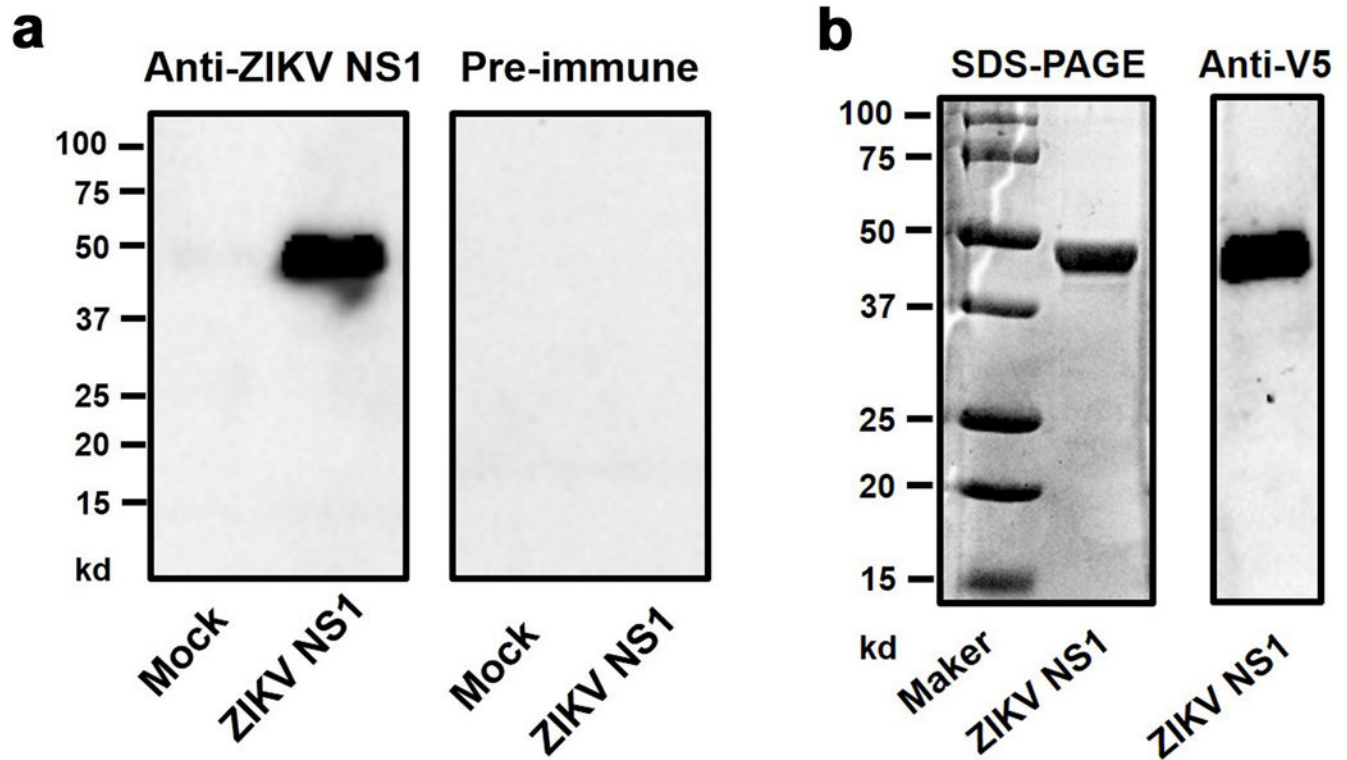 a
Anti-ZIKV NS1
Pre-immune
100
75
50
37
25
20
15
kd
Mock
ZIKV NS1
Mock
ZIKV NS1
b
SDS-PAGE
Anti-V5
100
75
50
37
25
20
15
kd
Maker
ZIKV NS1
ZIKV NS1